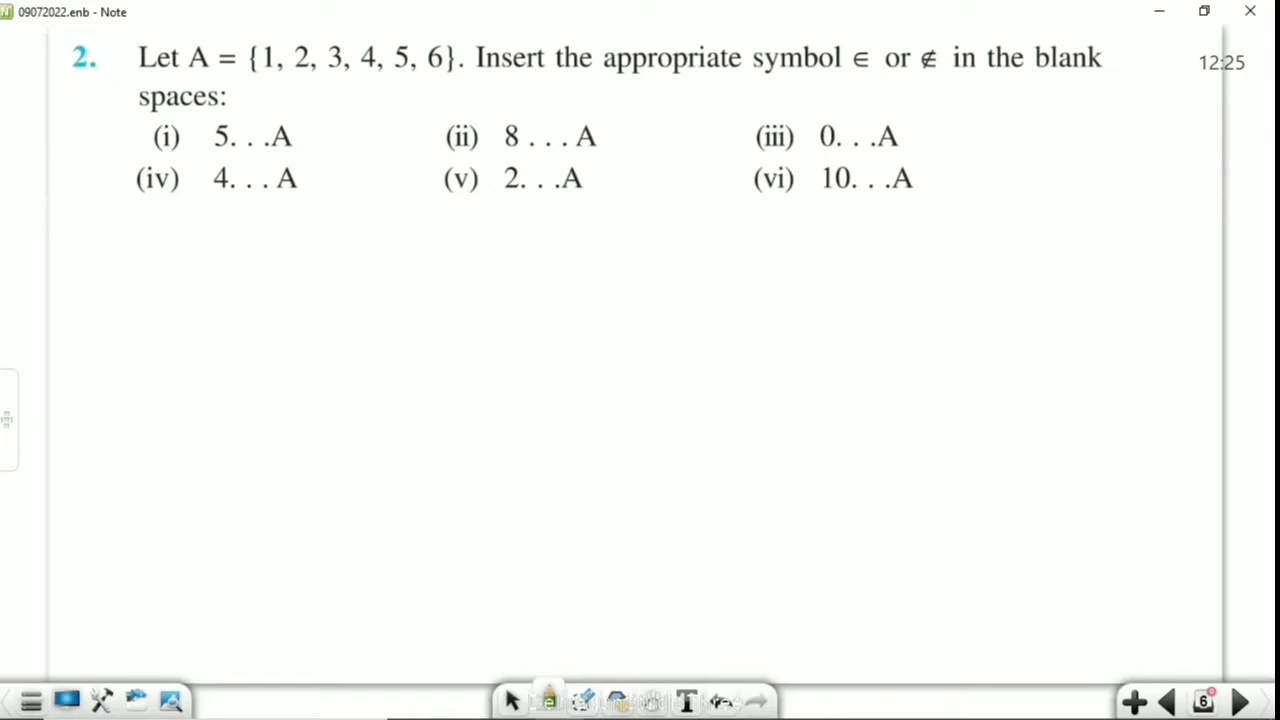 09072022.enb - Note
2. Let A = {1, 2, 3, 4, 5, 6}. Insert the appropriate symbol ∈ or ∉ in the blank
12:25
spaces:
(i) 5. . .A (ii) 8 . . . A (iii) 0. . .A
(iv) 4. . . A (v) 2. . .A (vi) 10. . .A
T 6